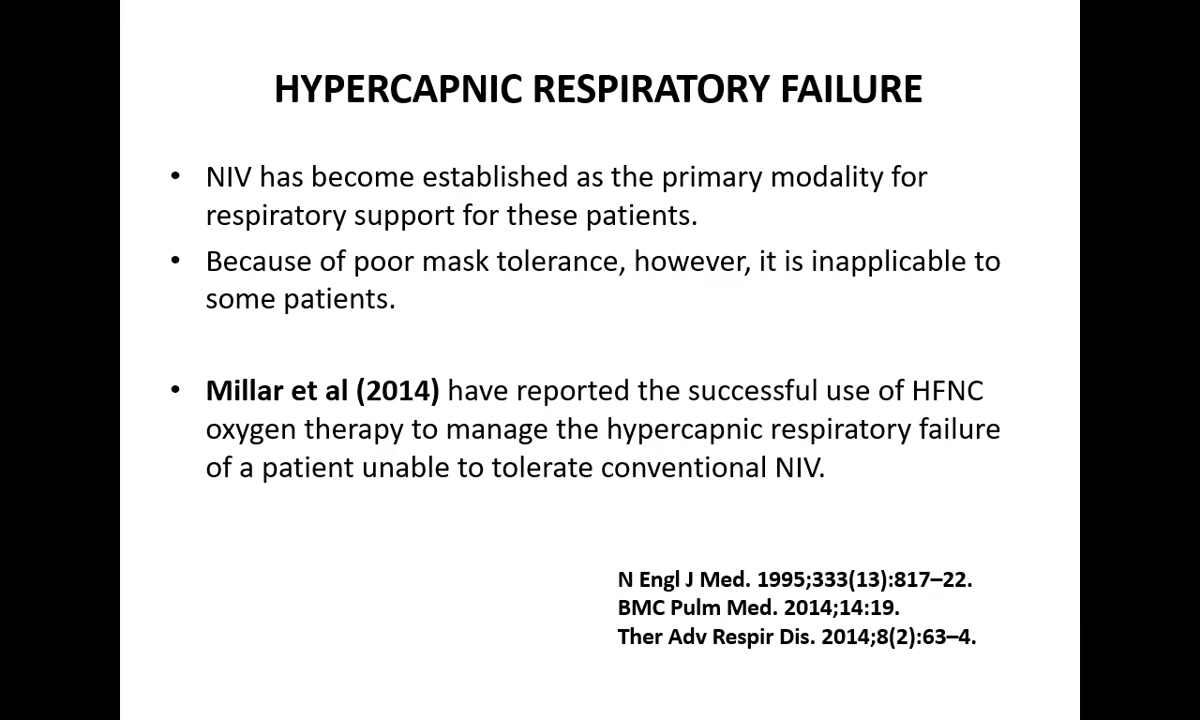 HYPERCAPNIC RESPIRATORY FAILURE
• NIV has become established as the primary modality for
respiratory support for these patients.
• Because of poor mask tolerance, however, it is inapplicable to
some patients.
• Millar et al (2014) have reported the successful use of HFNC
oxygen therapy to manage the hypercapnic respiratory failure
of a patient unable to tolerate conventional NIV.
N Engl J Med. 1995;333(13):817–22.
BMC Pulm Med. 2014;14:19.
Ther Adv Respir Dis. 2014;8(2):63–4.